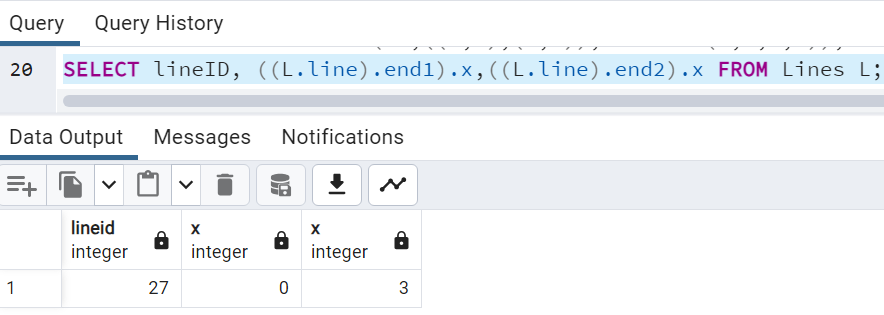 Query Query History
20 SELECT lineID, ((L.line).end1).x,((L.line).end2).x FROM Lines L;
Data Output Messages Notifications
lineid x x
integer integer integer
1 27 0 3